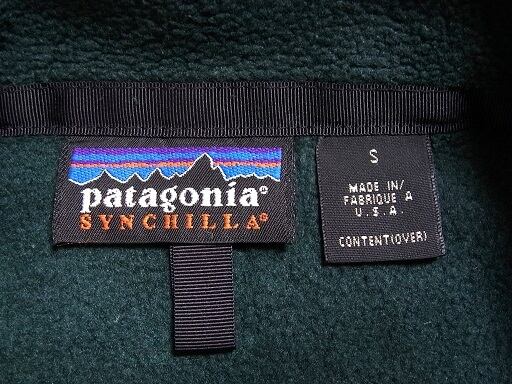 patagonia®
SYNCHILLA®
S
MADE IN/
FABRIQUE A
U.S.A.
CONTENT(OVER)